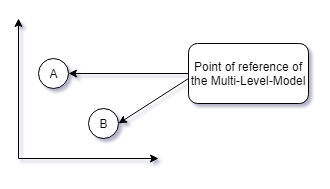 Point of reference of
the Multi-Level-Model
A
B